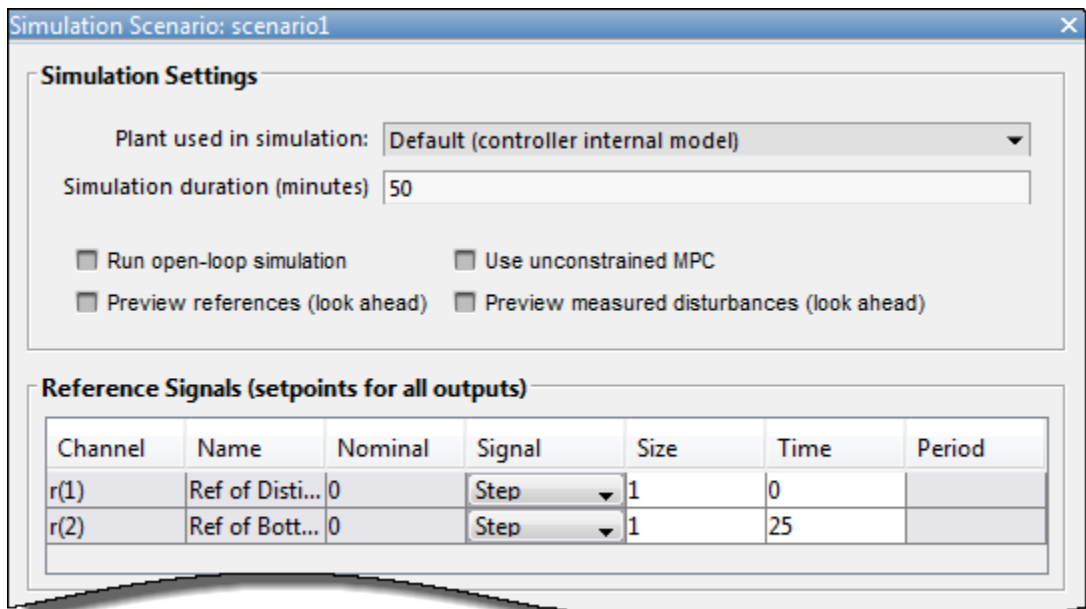 Simulation Scenario: scenario1
Simulation Settings
Plant used in simulation: Default (controller internal model)
Simulation duration (minutes) 50
Run open-loop simulation Use unconstrained MPC
Preview references (look ahead) Preview measured disturbances (look ahead)
Reference Signals (setpoints for all outputs)
Channel Name Nominal Signal Size Time Period
r(1) Ref of Disti... 0 Step 1 0
r(2) Ref of Bott... 0 Step 1 25